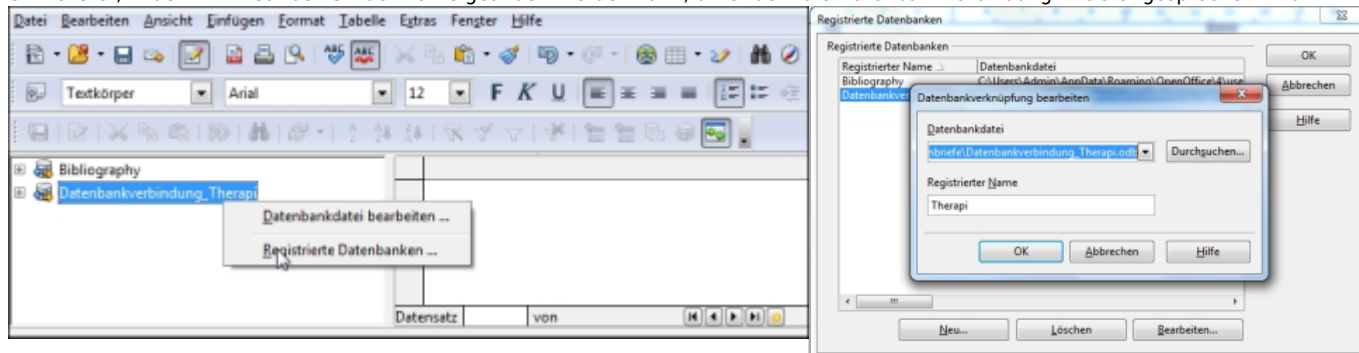 Datei Bearbeiten Ansicht Einfügen Format Tabelle Extras Fenster Hilfe
Textkörper Arial 12 F K U
Bibliography
Datenbankverbindung_Therapi
Datenbankdatei bearbeiten ...
Registrierte Datenbanken ...
Datensatz von
Registrierte Datenbanken
Registrierte Datenbanken
Registrierter Name Datenbankdatei
Bibliography C:\Users\Admin\AppData\Roaming\OpenOffice\4\use
Datenbankver
OK
Abbrechen
Hilfe
Datenbankverknüpfung bearbeiten
Datenbankdatei
nbriefe\Datenbankverbindung_Therapi.odb Durchsuchen...
Registrierter Name
Therapi
OK Abbrechen Hilfe
Neu... Löschen Bearbeiten...